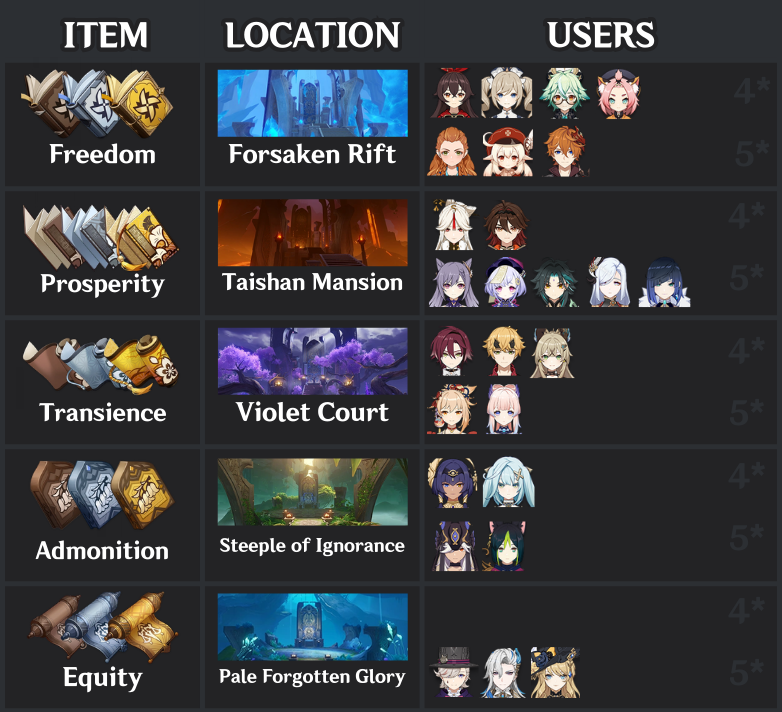 ITEM LOCATION USERS
Freedom Forsaken Rift 4*
5*
Prosperity Taishan Mansion 4*
5*
Transience Violet Court 4*
5*
Admonition Steeple of Ignorance 4*
5*
Equity Pale Forgotten Glory 4*
5*